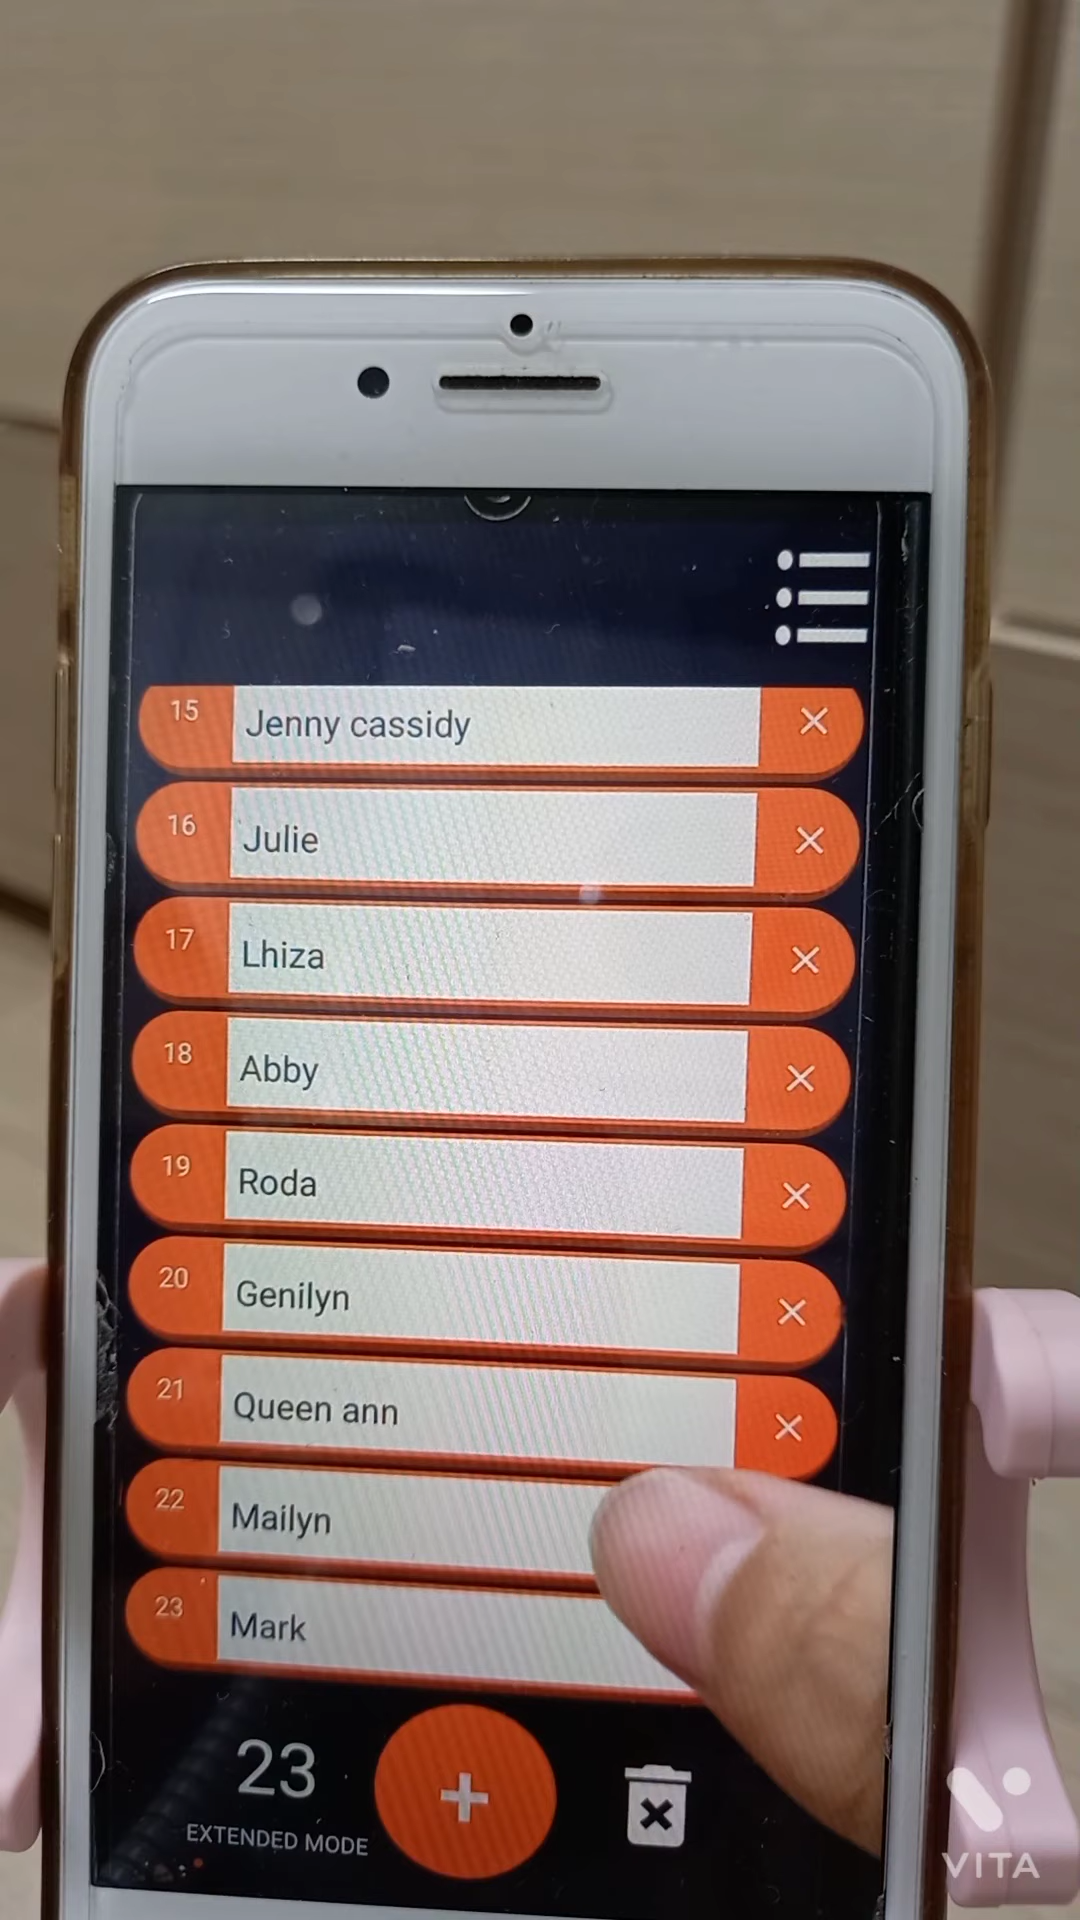 15 Jenny cassidy ×
16 Julie ×
17 Lhiza ×
18 Abby ×
19 Roda ×
20 Genilyn ×
21 Queen ann ×
22 Mailyn
23 Mark
23
EXTENDED MODE
+
VITA